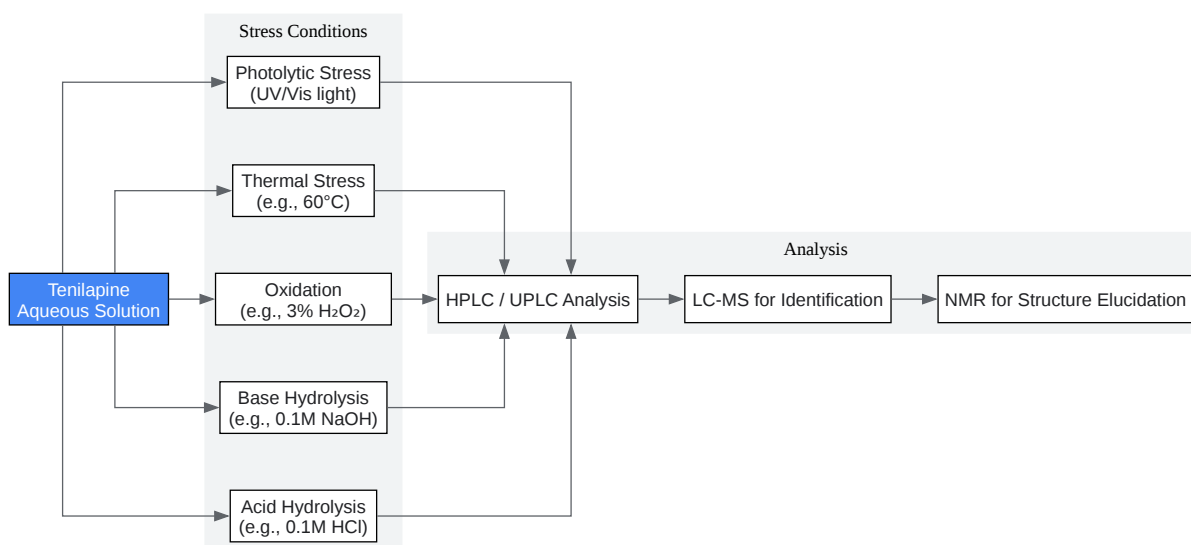 Stress Conditions
Photolytic Stress
(UV/Vis light)
Thermal Stress
(e.g., 60°C)
Analysis
Tenilapine
Aqueous Solution
Oxidation
(e.g., 3% H₂O₂)
HPLC / UPLC Analysis
LC-MS for Identification
NMR for Structure Elucidation
Base Hydrolysis
(e.g., 0.1M NaOH)
Acid Hydrolysis
(e.g., 0.1M HCl)